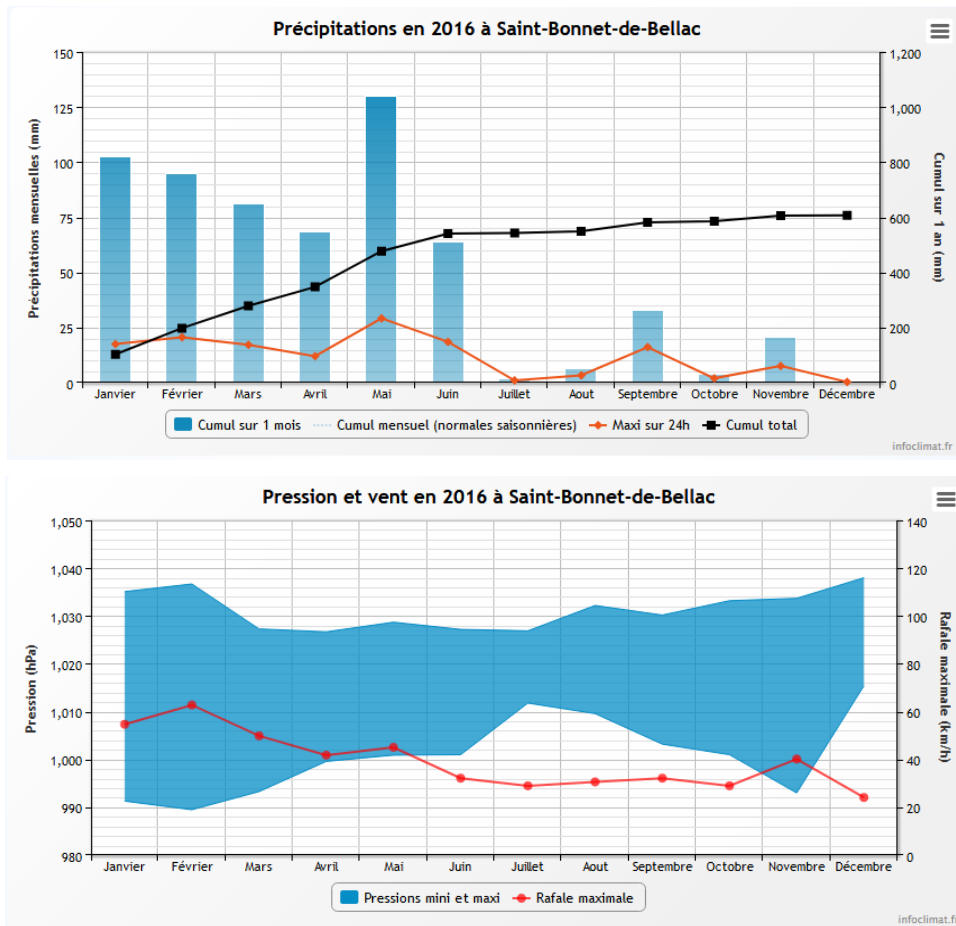 Précipitations en 2016 à Saint-Bonnet-de-Bellac
150
125
100
75
50
25
0
Précipitations mensuelles (mm)
1,200
1,000
800
600
400
200
0
Cumul sur 1 an (mm)
Janvier Février Mars Avril Mai Juin Juillet Aout Septembre Octobre Novembre Décembre
Cumul sur 1 mois Cumul mensuel (normales saisonnières) Maxi sur 24h Cumul total
infoclimat.fr
Pression et vent en 2016 à Saint-Bonnet-de-Bellac
1,050
1,040
1,030
1,020
1,010
1,000
990
980
Pression (hPa)
140
120
100
80
60
40
20
0
Rafale maximale (km/h)
Janvier Février Mars Avril Mai Juin Juillet Aout Septembre Octobre Novembre Décembre
Pressions mini et maxi Rafale maximale
infoclimat.fr